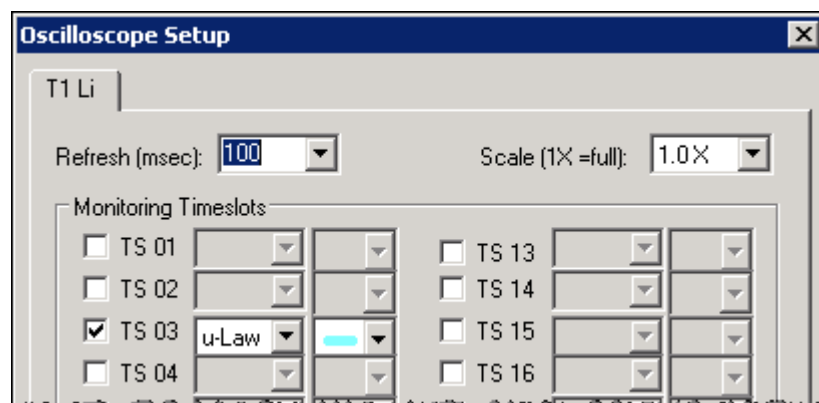 Oscilloscope Setup
T1 Li
Refresh (msec): 100 Scale (1X =full): 1.0X
Monitoring Timeslots
TS 01 TS 13
TS 02 TS 14
TS 03 u-Law TS 15
TS 04 TS 16